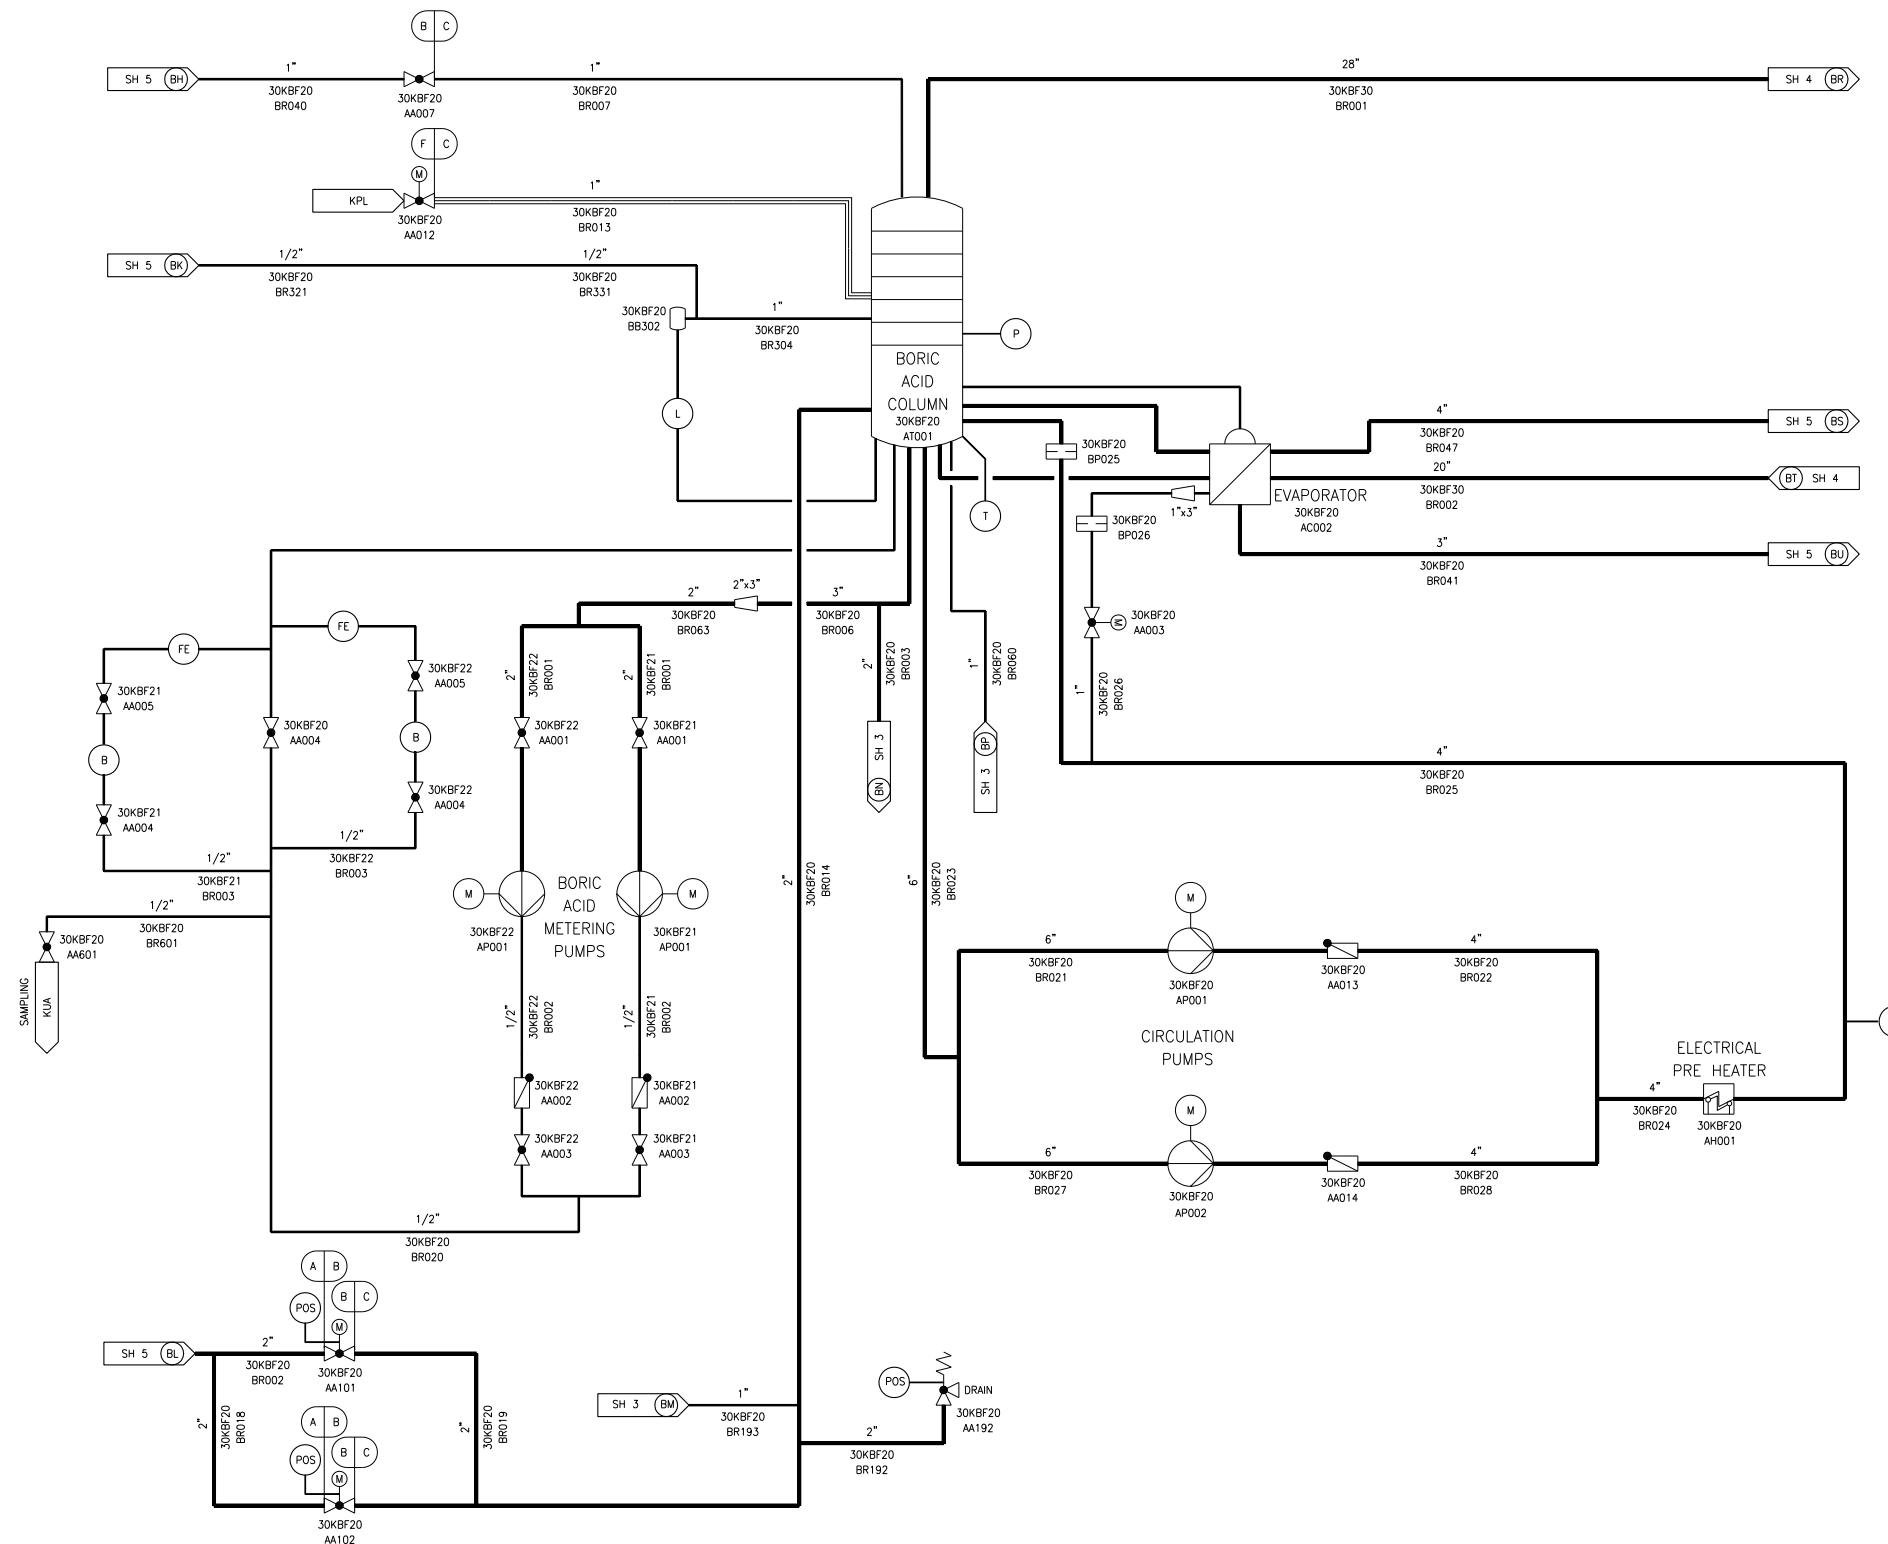 B C
SH 5 BH
1"
30KBF20
BR040
30KBF20
AA007
1"
30KBF20
BR007
28"
30KBF30
BR001
SH 4 BR
F C
M
KPL
30KBF20
AA012
1"
30KBF20
BR013
SH 5 BK
1/2"
30KBF20
BR321
1/2"
30KBF20
BR331
30KBF20
BB302
1"
30KBF20
BR304
L
P
BORIC
ACID
COLUMN
30KBF20
AT001
T
30KBF20
BP025
4"
30KBF20
BR047
SH 5 BS
20"
30KBF30
BR002
BT SH 4
EVAPORATOR
30KBF20
AC002
1"x3"
30KBF20
BP026
3"
30KBF20
BR041
SH 5 BU
30KBF20
AA003
M
1"
30KBF20
BR026
4"
30KBF20
BR025
2"
30KBF20
BR063
2"x3"
3"
30KBF20
BR006
2"
30KBF20
BR003
SH 3 BN
1"
30KBF20
BR060
SH 3 BP
FE
FE
30KBF21
AA005
B
30KBF21
AA004
30KBF20
AA004
30KBF22
AA005
B
30KBF22
AA004
1/2"
30KBF21
BR003
1/2"
30KBF22
BR003
1/2"
30KBF20
BR601
30KBF20
AA601
SAMPLING
KUA
2"
30KBF22
BR001
2"
30KBF21
BR001
30KBF22
AA001
30KBF21
AA001
M
M
BORIC
ACID
METERING
PUMPS
30KBF22
AP001
30KBF21
AP001
1/2"
30KBF22
BR002
1/2"
30KBF21
BR002
30KBF22
AA002
30KBF21
AA002
30KBF22
AA003
30KBF21
AA003
1/2"
30KBF20
BR020
2"
30KBF20
BR014
6"
30KBF20
BR023
M
6"
30KBF20
BR021
30KBF20
AP001
30KBF20
AA013
4"
30KBF20
BR022
CIRCULATION
PUMPS
M
6"
30KBF20
BR027
30KBF20
AP002
30KBF20
AA014
4"
30KBF20
BR028
ELECTRICAL
PRE HEATER
4"
30KBF20
BR024
30KBF20
AH001
A B
B C
POS
M
SH 5 BL
2"
30KBF20
BR002
30KBF20
AA101
2"
30KBF20
BR018
2"
30KBF20
BR019
A B
B C
POS
M
30KBF20
AA102
SH 3 BM
1"
30KBF20
BR193
POS
DRAIN
30KBF20
AA192
2"
30KBF20
BR192